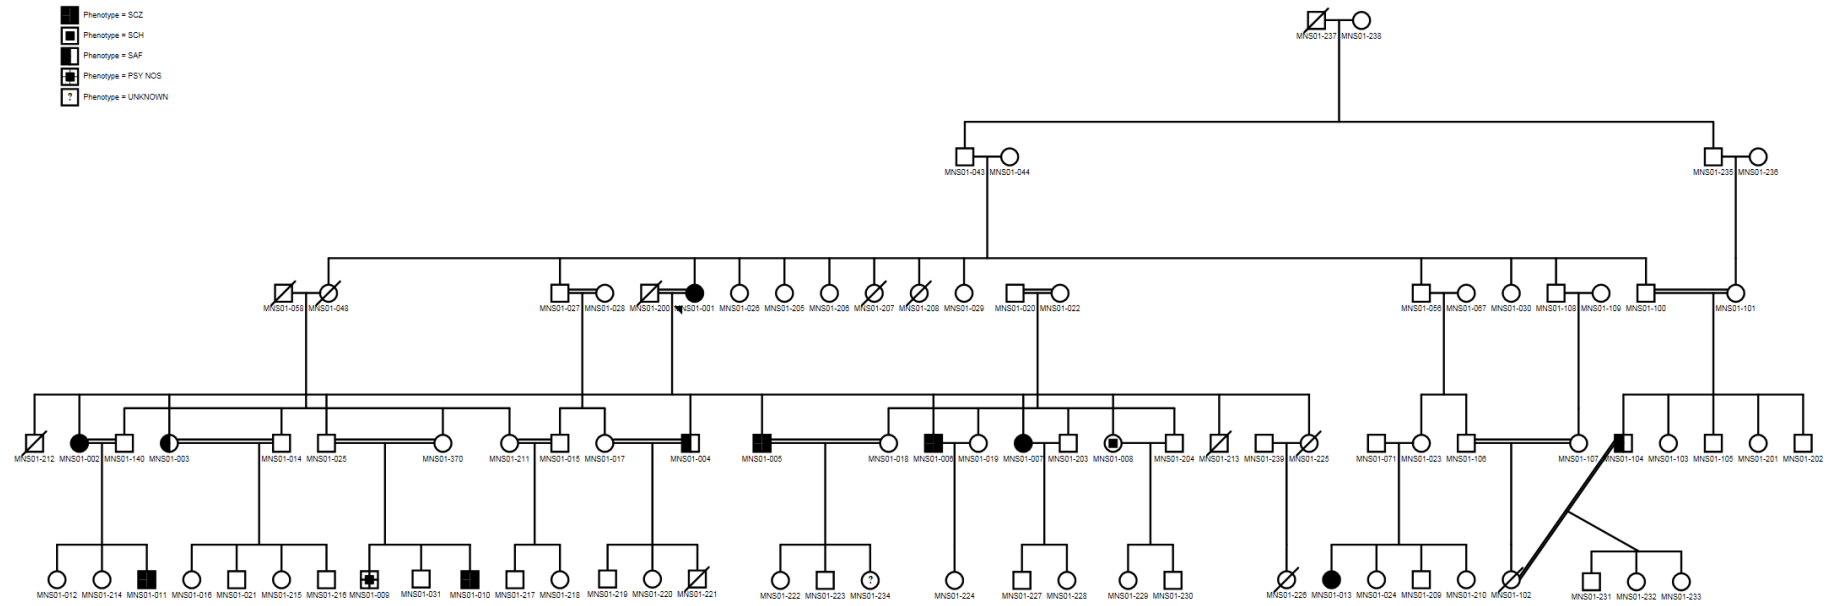 Phenotype = SCZ
Phenotype = SCH
Phenotype = SAF
Phenotype = PSY NOS
? Phenotype = UNKNOWN
MNS01-237 MNS01-238
MNS01-043 MNS01-044 MNS01-235 MNS01-236
MNS01-058 MNS01-048 MNS01-027 MNS01-028 MNS01-200 MNS01-001 MNS01-026 MNS01-205 MNS01-206 MNS01-207 MNS01-208 MNS01-029 MNS01-020 MNS01-022 MNS01-056 MNS01-067 MNS01-030 MNS01-108 MNS01-109 MNS01-100 MNS01-101
MNS01-212 MNS01-002 MNS01-140 MNS01-003 MNS01-014 MNS01-025 MNS01-370 MNS01-211 MNS01-015 MNS01-017 MNS01-004 MNS01-005 MNS01-018 MNS01-006 MNS01-019 MNS01-007 MNS01-203 MNS01-008 MNS01-204 MNS01-213 MNS01-239 MNS01-225 MNS01-071 MNS01-023 MNS01-106 MNS01-107 MNS01-104 MNS01-103 MNS01-105 MNS01-201 MNS01-202
?
MNS01-012 MNS01-214 MNS01-011 MNS01-016 MNS01-021 MNS01-215 MNS01-216 MNS01-009 MNS01-031 MNS01-010 MNS01-217 MNS01-218 MNS01-219 MNS01-220 MNS01-221 MNS01-222 MNS01-223 MNS01-234 MNS01-224 MNS01-227 MNS01-228 MNS01-229 MNS01-230 MNS01-226 MNS01-013 MNS01-024 MNS01-209 MNS01-210 MNS01-102 MNS01-231 MNS01-232 MNS01-233